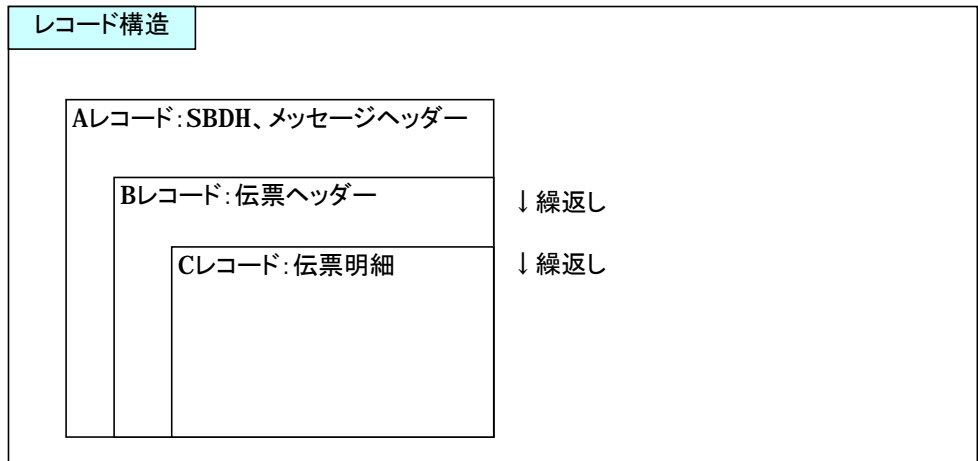 レコード構造
Aレコード：SBDH、メッセージヘッダー
Bレコード：伝票ヘッダー
↓繰返し
Cレコード：伝票明細
↓繰返し